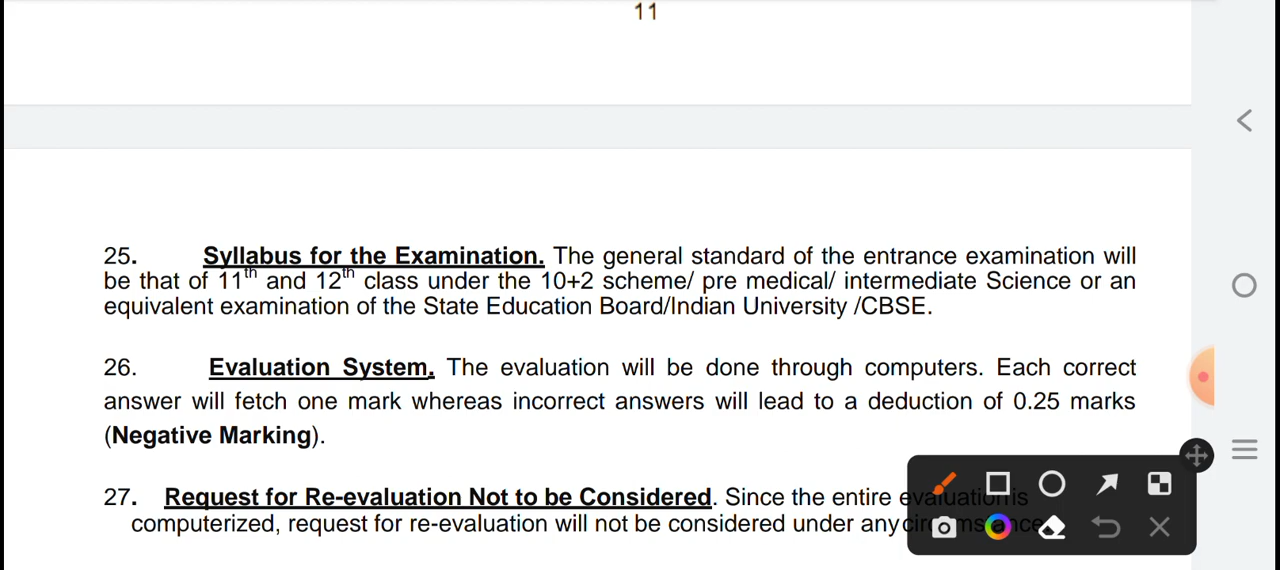 11
25. Syllabus for the Examination. The general standard of the entrance examination will
be that of 11th and 12th class under the 10+2 scheme/ pre medical/ intermediate Science or an
equivalent examination of the State Education Board/Indian University /CBSE.
26. Evaluation System. The evaluation will be done through computers. Each correct
answer will fetch one mark whereas incorrect answers will lead to a deduction of 0.25 marks
(Negative Marking).
27. Request for Re-evaluation Not to be Considered. Since the entire evaluation is
computerized, request for re-evaluation will not be considered under any